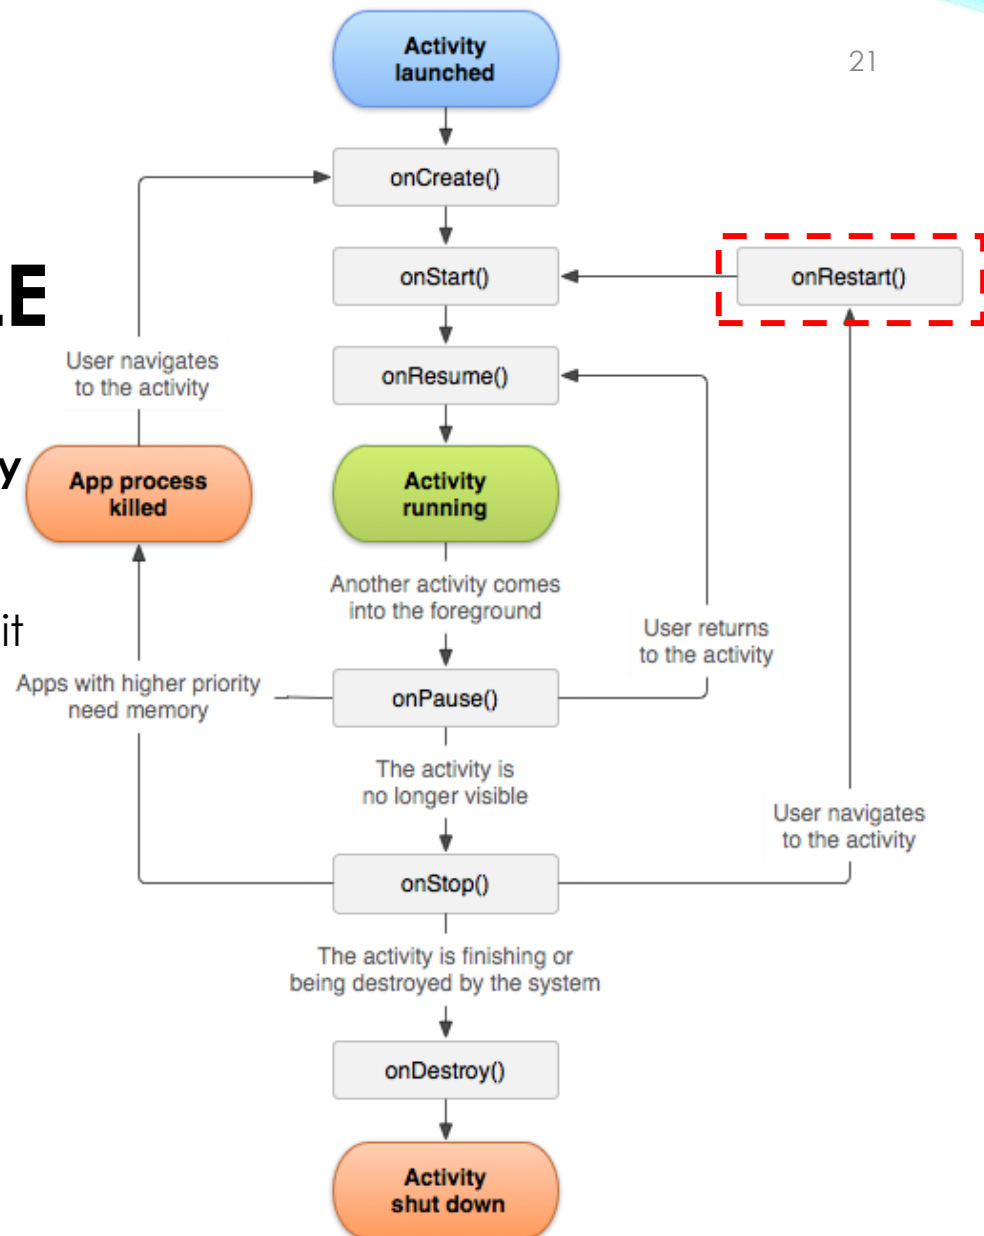 Activity
launched
21
onCreate()
onStart()
onRestart()
LE
User navigates
to the activity
onResume()
y
App process
killed
Activity
running
Another activity comes
into the foreground
it
User returns
to the activity
Apps with higher priority
need memory
onPause()
The activity is
no longer visible
User navigates
to the activity
onStop()
The activity is finishing or
being destroyed by the system
onDestroy()
Activity
shut down